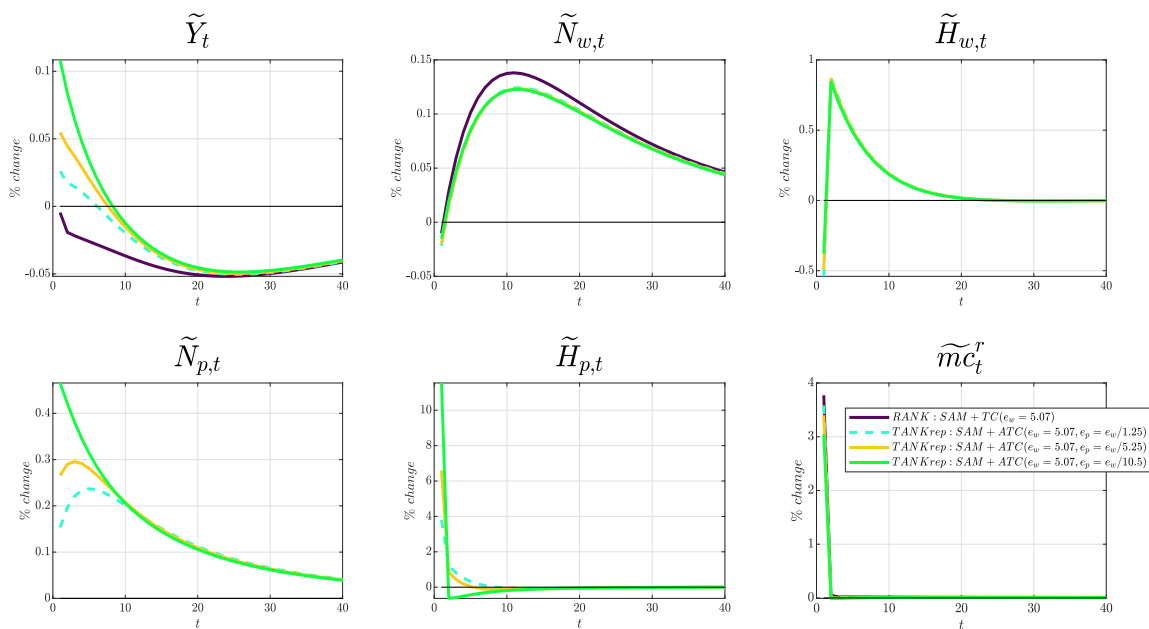 Ỹ_t
Ñ_{w,t}
H̃_{w,t}
% change
0.1
0.05
0
-0.05
0 10 20 30 40
t
% change
0.15
0.1
0.05
0
-0.05
0 10 20 30 40
t
% change
1
0.5
0
-0.5
0 10 20 30 40
t
Ñ_{p,t}
H̃_{p,t}
m̃c^r_t
% change
0.4
0.3
0.2
0.1
0
0 10 20 30 40
t
% change
10
8
6
4
2
0
0 10 20 30 40
t
% change
4
3
2
1
0
0 10 20 30 40
t
RANK : SAM + TC(e_w = 5.07)
TANKrep : SAM + ATC(e_w = 5.07, e_p = e_w/1.25)
TANKrep : SAM + ATC(e_w = 5.07, e_p = e_w/5.25)
TANKrep : SAM + ATC(e_w = 5.07, e_p = e_w/10.5)